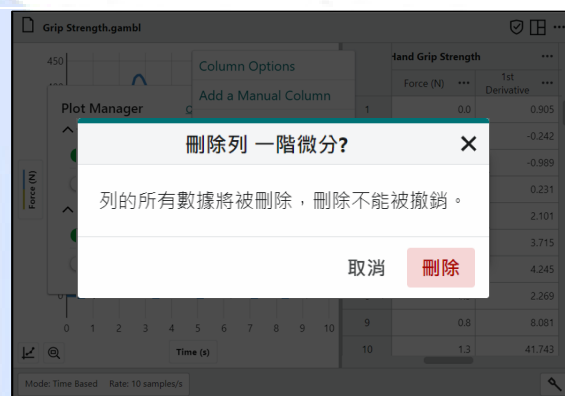 Grip Strength.gambl
450
Column Options
Add a Manual Column
Plot Manager
Hand Grip Strength
Force (N)
1st
Derivative
1 0.0 0.905
-0.242
-0.989
0.231
2.101
3.715
4.245
2.269
9 0.8 8.081
10 1.3 41.743
刪除列 一階微分?
列的所有數據將被刪除，刪除不能被撤銷。
取消 刪除
Force (N)
0
0 1 2 3 4 5 6 7 8 9 10
Time (s)
Mode: Time Based Rate: 10 samples/s